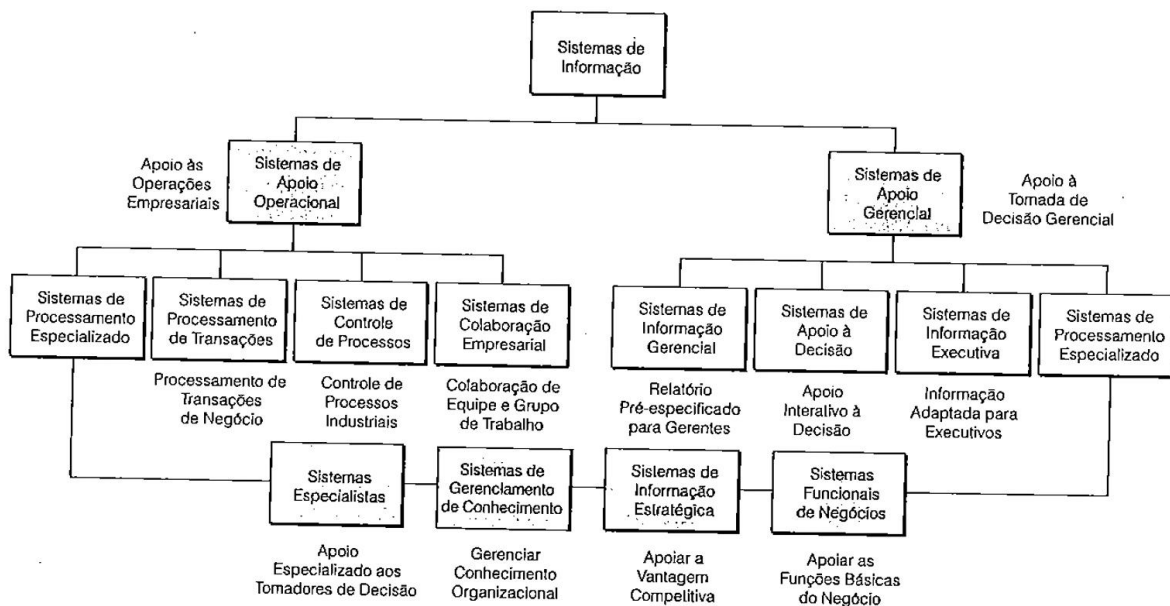 Sistemas de
Informação
Apoio às
Operações
Empresariais
Sistemas de
Apoio
Operacional
Sistemas de
Apoio
Gerencial
Apoio à
Tomada de
Decisão Gerencial
Sistemas de
Processamento
Especializado
Sistemas de
Processamento
de Transações
Sistemas de
Controle
de Processos
Sistemas de
Colaboração
Empresarial
Sistemas de
Informação
Gerencial
Sistemas de
Apoio à
Decisão
Sistemas de
Informação
Executiva
Sistemas de
Processamento
Especializado
Processamento de
Transações
de Negócio
Controle de
Processos
Industriais
Colaboração de
Equipe e Grupo
de Trabalho
Relatório
Pré-especificado
para Gerentes
Apoio
Interativo à
Decisão
Informação
Adaptada para
Executivos
Sistemas
Especialistas
Sistemas de
Gerenciamento
de Conhecimento
Sistemas de
Informação
Estratégica
Sistemas
Funcionais
de Negócios
Apoio
Especializado aos
Tomadores de Decisão
Gerenciar
Conhecimento
Organizacional
Apoiar a
Vantagem
Competitiva
Apoiar as
Funções Básicas
do Negócio